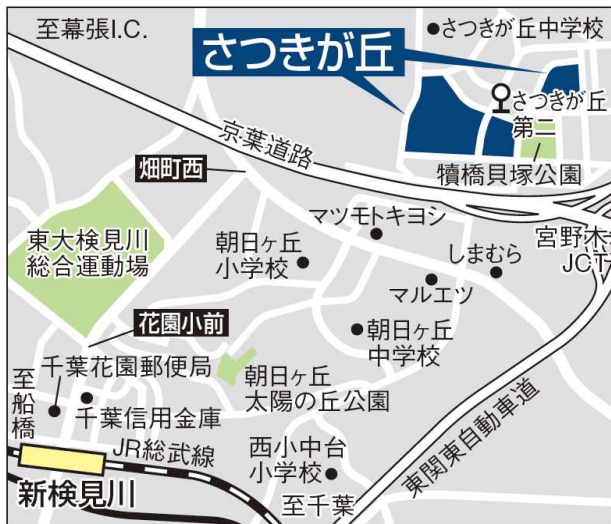 至幕張I.C.
さつきが丘中学校
さつきが丘
さつきが丘
第二
京葉道路
犢橋貝塚公園
畑町西
マツモトキヨシ
宮野木
JCT
東大検見川
総合運動場
朝日ヶ丘
小学校
しまむら
マルエツ
花園小前
朝日ヶ丘
中学校
千葉花園郵便局
至船橋
朝日ヶ丘
太陽の丘公園
千葉信用金庫
東関東自動車道
JR総武線
西小中台
小学校
新検見川
至千葉